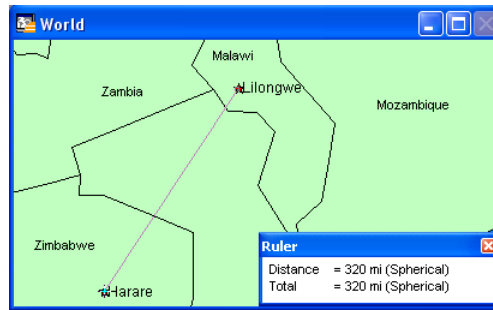 World
Malawi
Lilongwe
Zambia
Mozambique
Zimbabwe
Harare
Ruler
Distance = 320 mi (Spherical)
Total = 320 mi (Spherical)